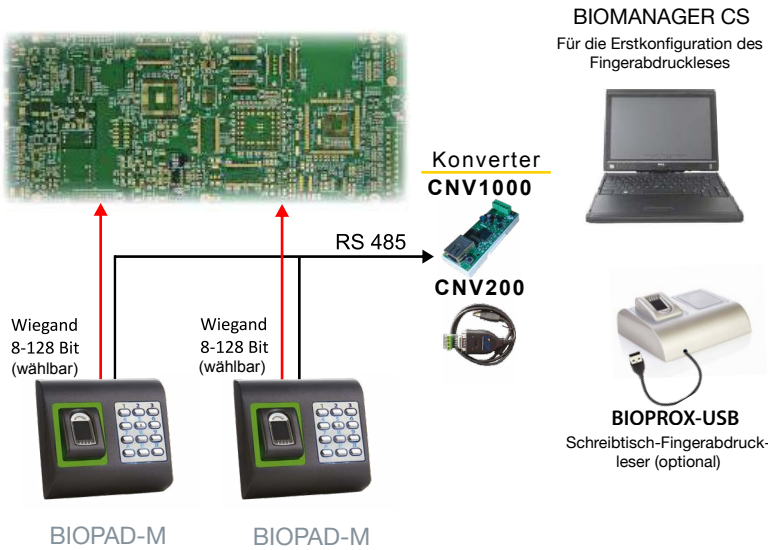 BIOMANAGER CS
Für die Erstkonfiguration des
Fingerabdruckleses
Konverter
CNV1000
RS 485
CNV200
Wiegand
8-128 Bit
(wählbar)
Wiegand
8-128 Bit
(wählbar)
BIOPROX-USB
Schreibtisch-Fingerabdruck-
leser (optional)
BIOPAD-M
BIOPAD-M